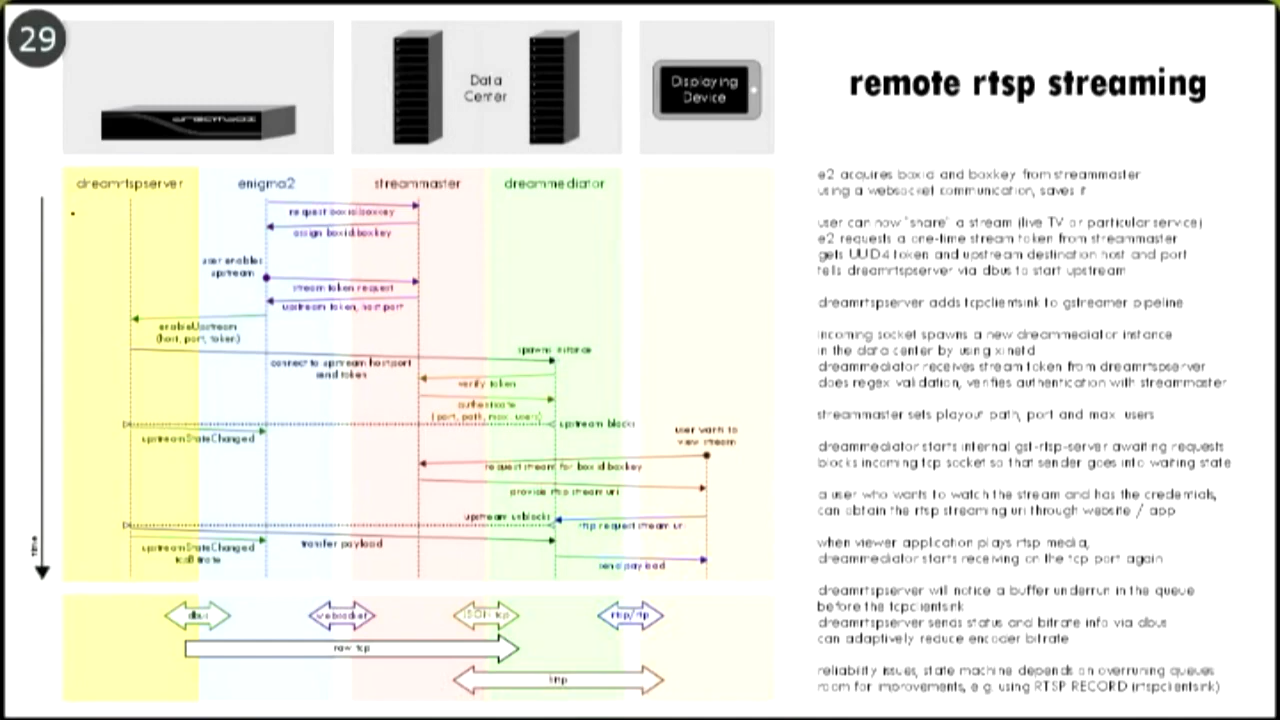 29
Data
Center
Displaying
Device
remote rtsp streaming
dreamrtspserver
enigma2
streammaster
dreammediator
request boxid boxkey
assign boxid boxkey
user enables
upstream
stream token request
upstream token, host port
enableUpstream
(host, port, token)
spawns instance
connect to upstream host port
send token
verify token
authenticate
(port, path, max users)
upstream blocks
upstreamStateChanged
user wants to
view stream
request stream for boxid boxkey
provide rtsp stream uri
upstream unblocks
rtsp request stream uri
upstreamStateChanged
tcpBitrate
transfer payload
send payload
time
dbus
websocket
JSON tcp
rtsp/rtp
raw tcp
http
e2 acquires boxid and boxkey from streammaster
using a websocket communication, saves it
user can now "share" a stream (live TV or particular service)
e2 requests a one-time stream token from streammaster
gets UUID4 token and upstream destination host and port
tells dreamrtspserver via dbus to start upstream
dreamrtspserver adds tcpclientsink to gstreamer pipeline
incoming socket spawns a new dreammediator instance
in the data center by using xinetd
dreammediator receives stream token from dreamrtspserver
does regex validation, verifies authentication with streammaster
streammaster sets playout path, port and max users
dreammediator starts internal gst-rtsp-server awaiting requests
blocks incoming tcp socket so that sender goes into waiting state
a user who wants to watch the stream and has the credentials,
can obtain the rtsp streaming uri through website / app
when viewer application plays rtsp media,
dreammediator starts receiving on the tcp port again
dreamrtspserver will notice a buffer underrun in the queue
before the tcpclientsink
dreamrtspserver sends status and bitrate info via dbus
can adaptively reduce encoder bitrate
reliability issues, state machine depends on overruning queues
room for improvements, e.g. using RTSP RECORD (rtspclientsink)